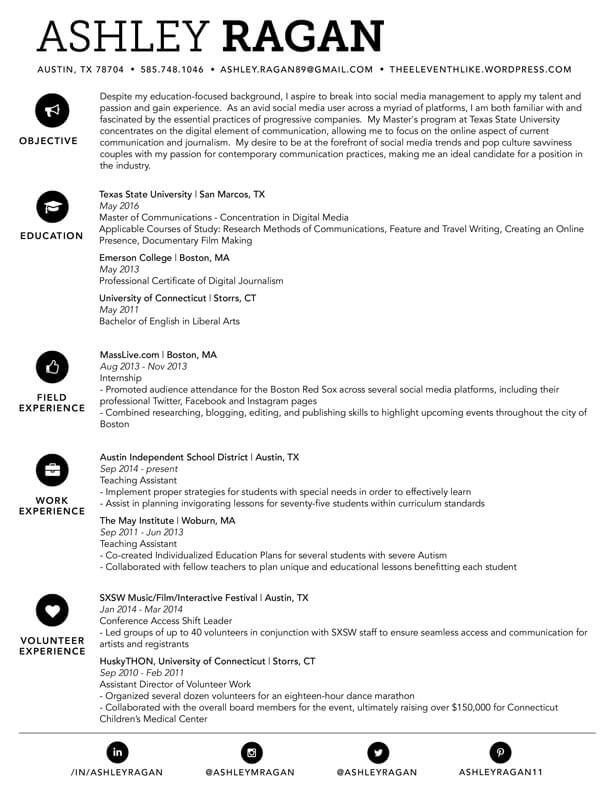 ASHLEY RAGAN
AUSTIN, TX 78704 • 585.748.1046 • ASHLEY.RAGAN89@GMAIL.COM • THEELEVENTHLIKE.WORDPRESS.COM
OBJECTIVE
Despite my education-focused background, I aspire to break into social media management to apply my talent and
passion and gain experience. As an avid social media user across a myriad of platforms, I am both familiar with and
fascinated by the essential practices of progressive companies. My Master's program at Texas State University
concentrates on the digital element of communication, allowing me to focus on the online aspect of current
communication and journalism. My desire to be at the forefront of social media trends and pop culture savviness
couples with my passion for contemporary communication practices, making me an ideal candidate for a position in
the industry.
EDUCATION
Texas State University | San Marcos, TX
May 2016
Master of Communications - Concentration in Digital Media
Applicable Courses of Study: Research Methods of Communications, Feature and Travel Writing, Creating an Online
Presence, Documentary Film Making
Emerson College | Boston, MA
May 2013
Professional Certificate of Digital Journalism
University of Connecticut | Storrs, CT
May 2011
Bachelor of English in Liberal Arts
FIELD
EXPERIENCE
MassLive.com | Boston, MA
Aug 2013 - Nov 2013
Internship
- Promoted audience attendance for the Boston Red Sox across several social media platforms, including their
professional Twitter, Facebook and Instagram pages
- Combined researching, blogging, editing, and publishing skills to highlight upcoming events throughout the city of
Boston
WORK
EXPERIENCE
Austin Independent School District | Austin, TX
Sep 2014 - present
Teaching Assistant
- Implement proper strategies for students with special needs in order to effectively learn
- Assist in planning invigorating lessons for seventy-five students within curriculum standards
The May Institute | Woburn, MA
Sep 2011 - Jun 2013
Teaching Assistant
- Co-created Individualized Education Plans for several students with severe Autism
- Collaborated with fellow teachers to plan unique and educational lessons benefitting each student
VOLUNTEER
EXPERIENCE
SXSW Music/Film/Interactive Festival | Austin, TX
Jan 2014 - Mar 2014
Conference Access Shift Leader
- Led groups of up to 40 volunteers in conjunction with SXSW staff to ensure seamless access and communication for
artists and registrants
HuskyTHON, University of Connecticut | Storrs, CT
Sep 2010 - Feb 2011
Assistant Director of Volunteer Work
- Organized several dozen volunteers for an eighteen-hour dance marathon
- Collaborated with the overall board members for the event, ultimately raising over $150,000 for Connecticut
Children's Medical Center
in
/IN/ASHLEYRAGAN @ASHLEYMRAGAN @ASHLEYRAGAN ASHLEYRAGAN11